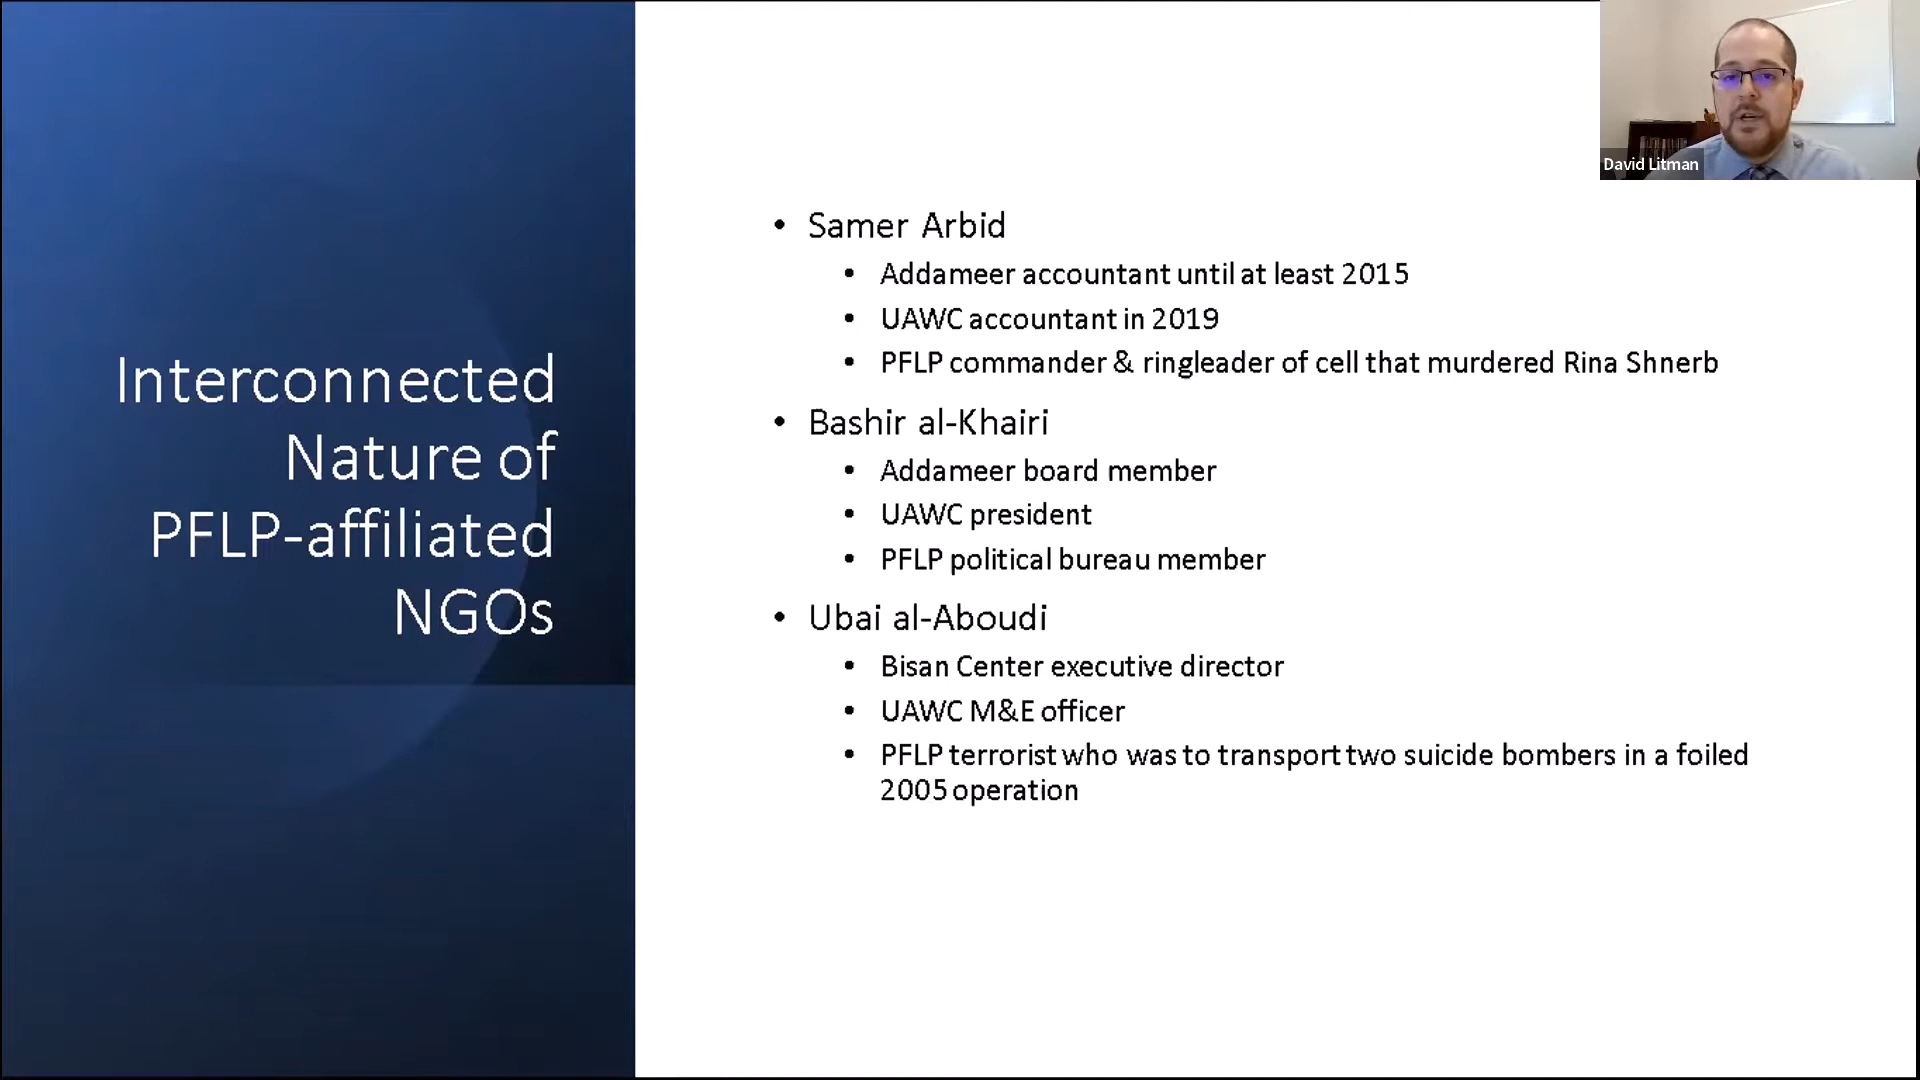 Interconnected
Nature of
PFLP-affiliated
NGOs
• Samer Arbid
• Addameer accountant until at least 2015
• UAWC accountant in 2019
• PFLP commander & ringleader of cell that murdered Rina Shnerb
• Bashir al-Khairi
• Addameer board member
• UAWC president
• PFLP political bureau member
• Ubai al-Aboudi
• Bisan Center executive director
• UAWC M&E officer
• PFLP terrorist who was to transport two suicide bombers in a foiled
2005 operation
David Litman